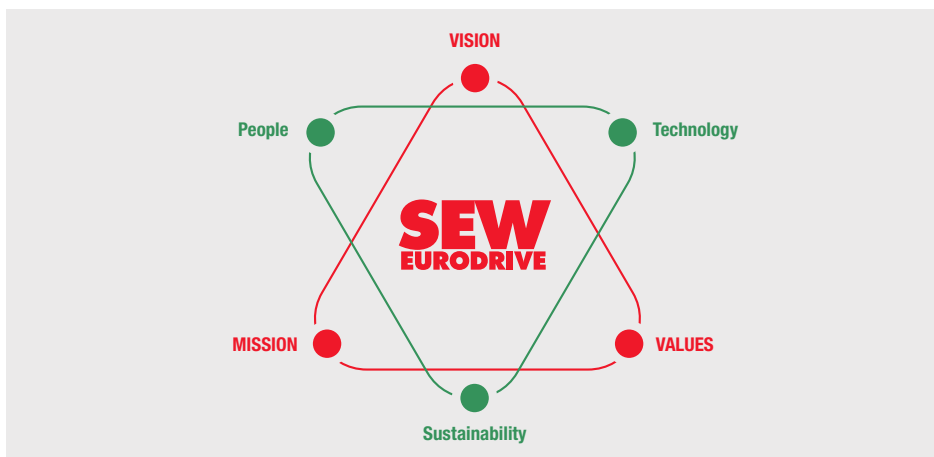 VISION
People
Technology
SEW
EURODRIVE
MISSION
VALUES
Sustainability